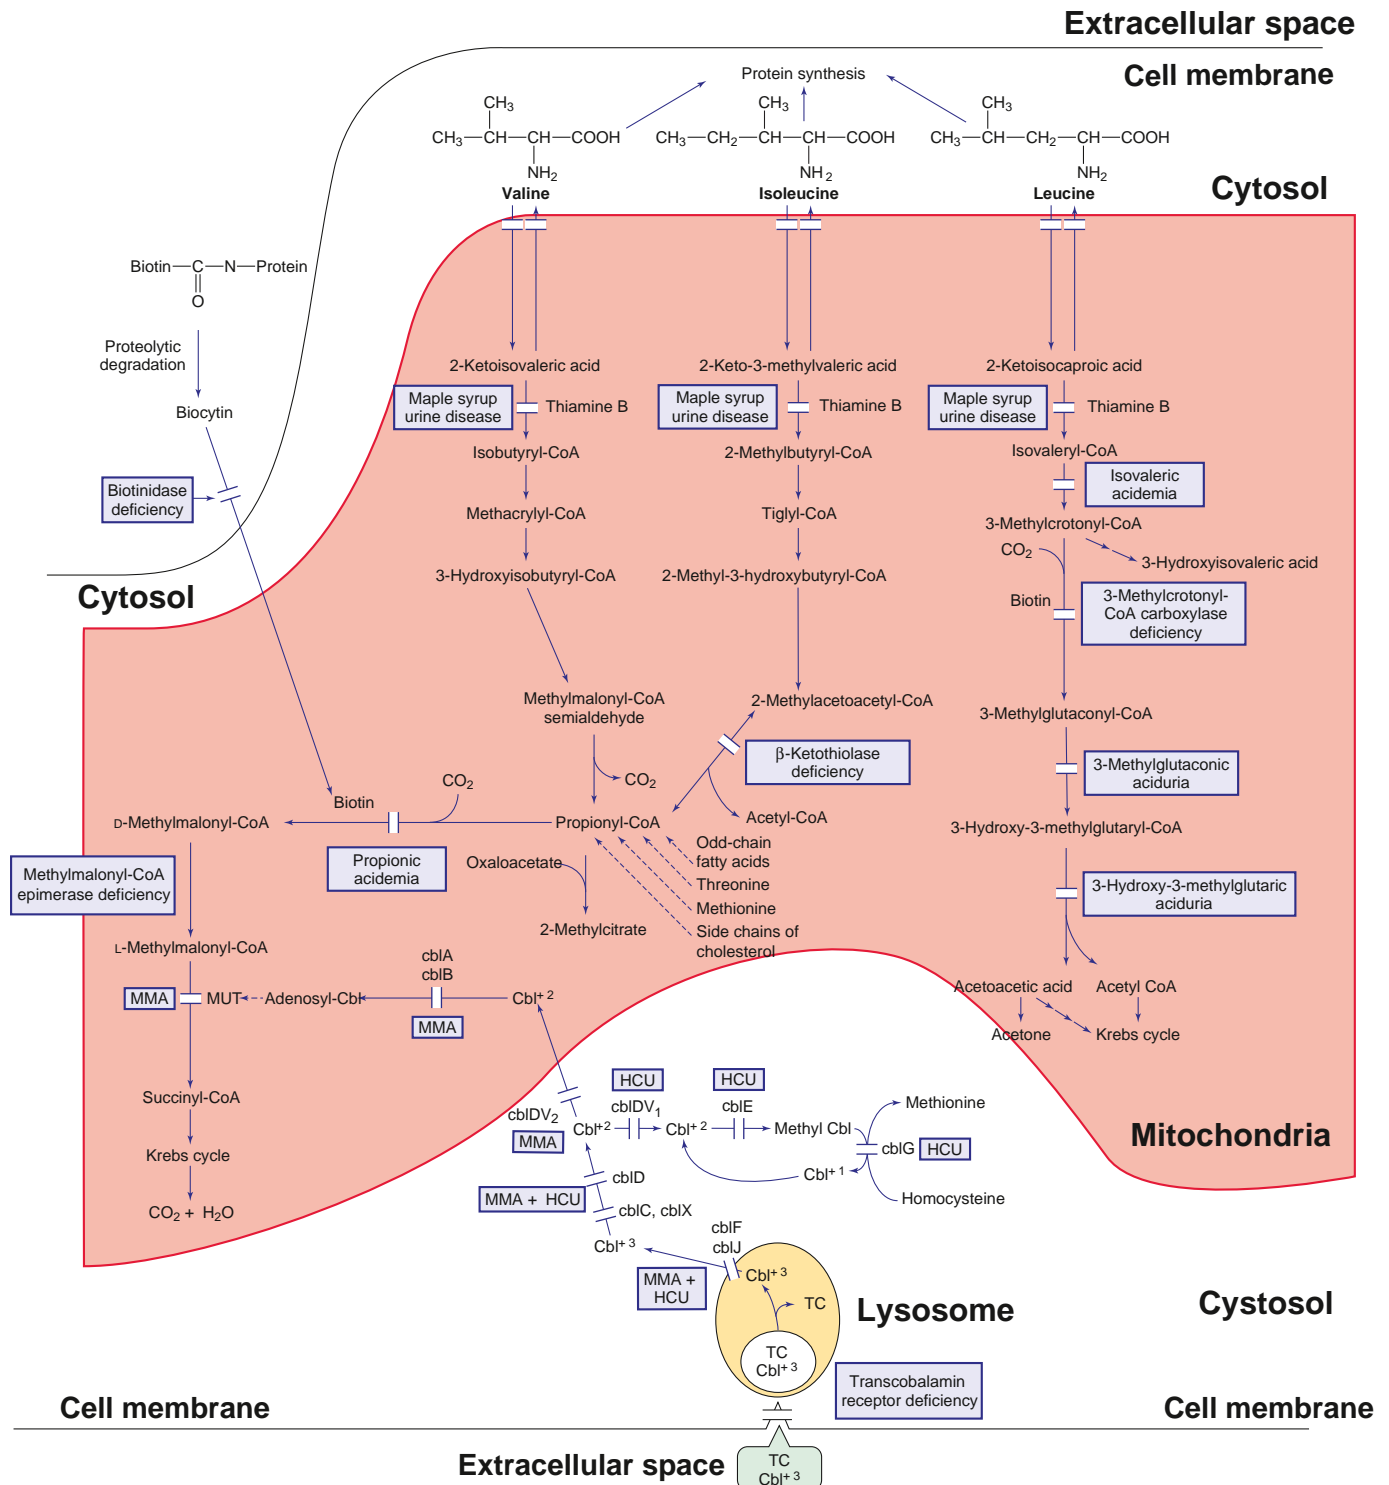 Extracellular space
Cell membrane
Protein synthesis
CH3
CH3—CH—CH—COOH
NH2
Valine
CH3
CH3—CH2—CH—CH—COOH
NH2
Isoleucine
CH3
CH3—CH—CH2—CH—COOH
NH2
Leucine
Cytosol
Biotin—C—N—Protein
O
Proteolytic
degradation
Biocytin
Biotinidase
deficiency
Cytosol
2-Ketoisovaleric acid
Maple syrup
urine disease
Thiamine B
Isobutyryl-CoA
Methacrylyl-CoA
3-Hydroxyisobutyryl-CoA
Methylmalonyl-CoA
semialdehyde
CO2
2-Keto-3-methylvaleric acid
Maple syrup
urine disease
Thiamine B
2-Methylbutyryl-CoA
Tiglyl-CoA
2-Methyl-3-hydroxybutyryl-CoA
2-Methylacetoacetyl-CoA
β-Ketothiolase
deficiency
Acetyl-CoA
2-Ketoisocaproic acid
Maple syrup
urine disease
Thiamine B
Isovaleryl-CoA
Isovaleric
acidemia
3-Methylcrotonyl-CoA
CO2
3-Hydroxyisovaleric acid
Biotin
3-Methylcrotonyl-
CoA carboxylase
deficiency
3-Methylglutaconyl-CoA
3-Methylglutaconic
aciduria
3-Hydroxy-3-methylglutaryl-CoA
3-Hydroxy-3-methylglutaric
aciduria
Acetoacetic acid
Acetyl CoA
Acetone
Krebs cycle
Biotin
CO2
D-Methylmalonyl-CoA
Propionyl-CoA
Propionic
acidemia
Oxaloacetate
2-Methylcitrate
Odd-chain
fatty acids
Threonine
Methionine
Side chains of
cholesterol
Methylmalonyl-CoA
epimerase deficiency
L-Methylmalonyl-CoA
MMA
MUT
Adenosyl-Cbl
cblA
cblB
MMA
Cbl+2
Succinyl-CoA
Krebs cycle
CO2 + H2O
cblDV2
MMA
Cbl+2
HCU
cblDV1
Cbl+2
HCU
cblE
Methyl Cbl
Methionine
cblG
HCU
Cbl+1
Homocysteine
Mitochondria
cblD
MMA + HCU
cblC, cblX
Cbl+3
cblF
cblJ
MMA +
HCU
Cbl+3
TC
Lysosome
Cystosol
TC
Cbl+3
Transcobalamin
receptor deficiency
Cell membrane
Cell membrane
Extracellular space
TC
Cbl+3